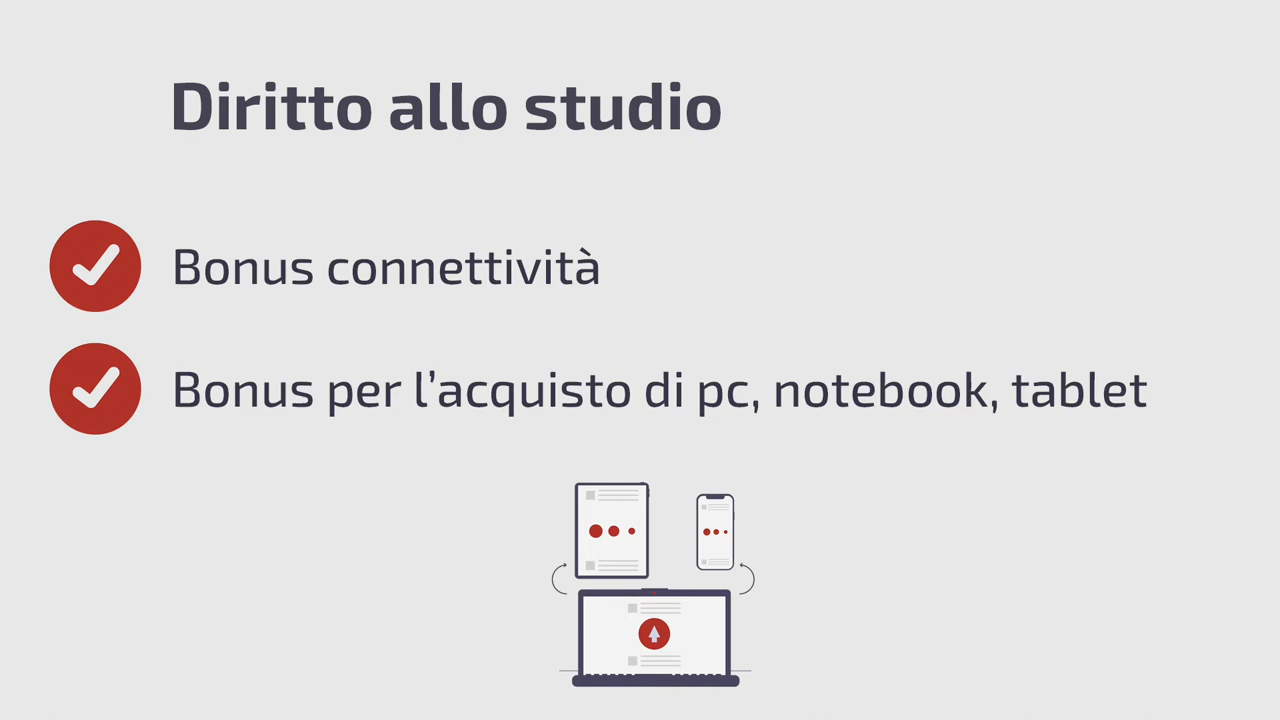 Diritto allo studio
Bonus connettività
Bonus per l’acquisto di pc, notebook, tablet